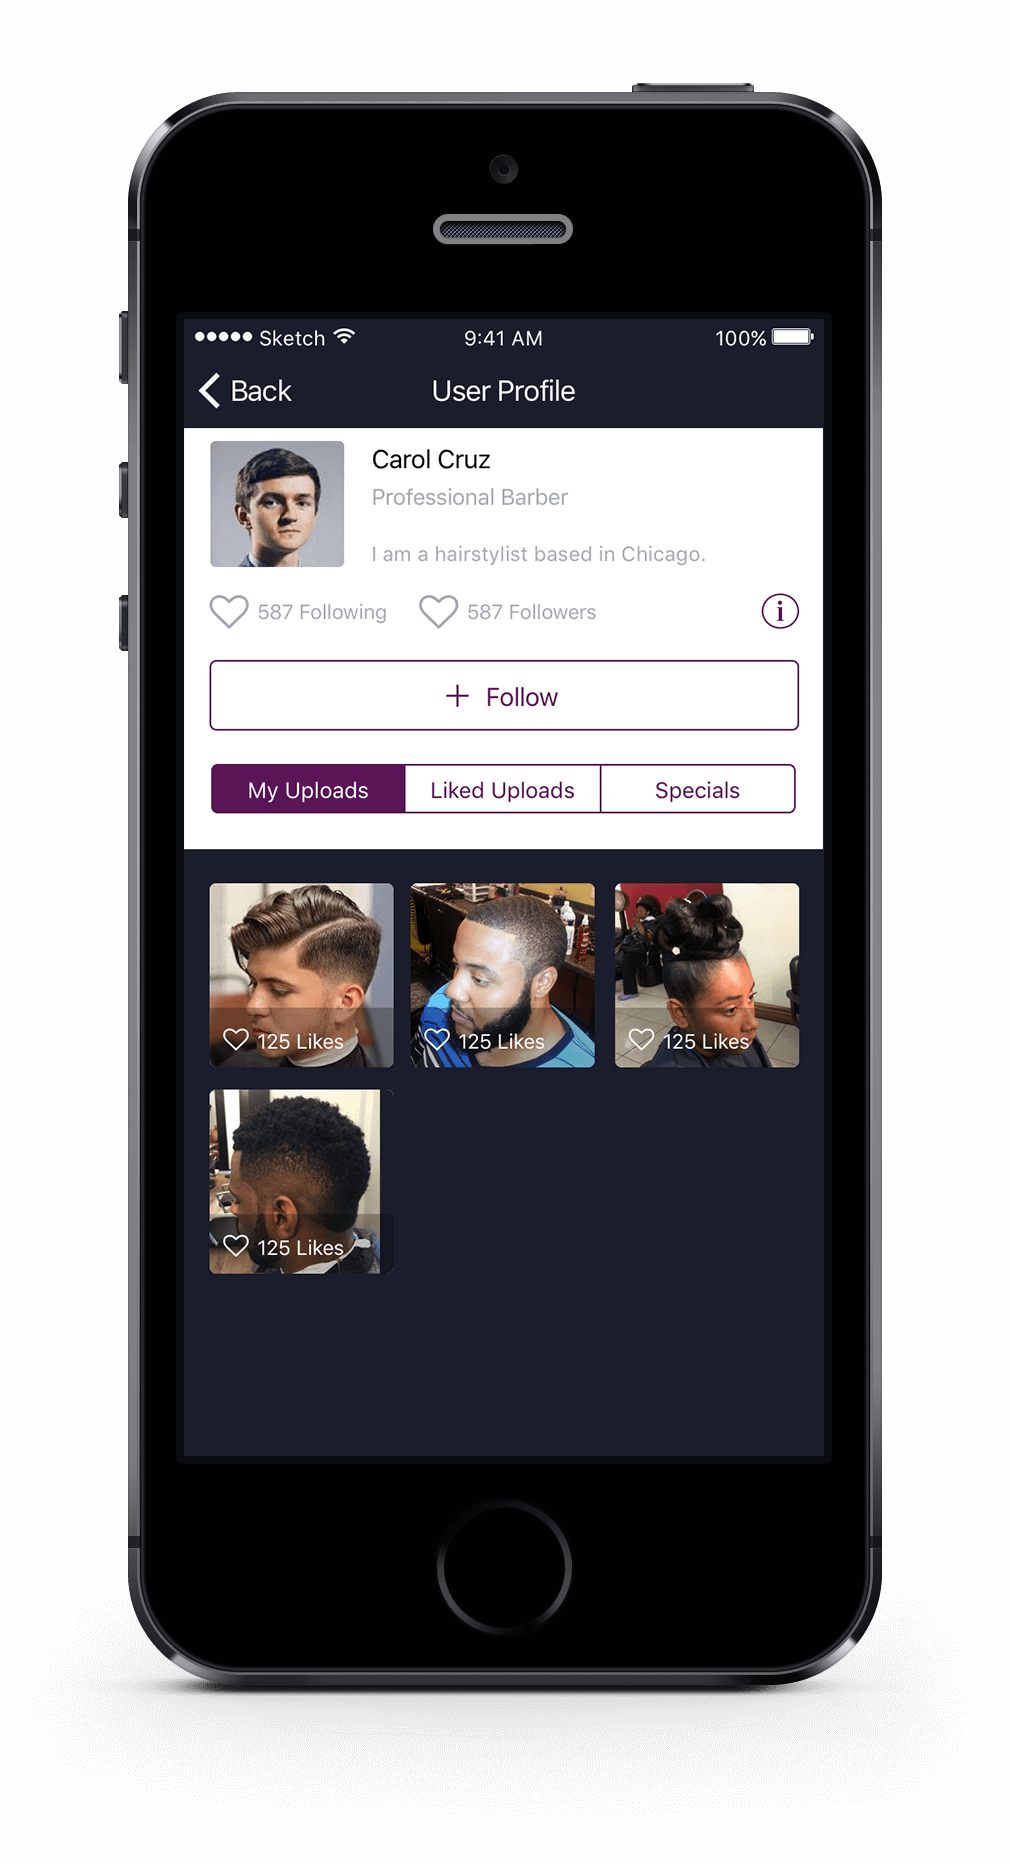 Sketch 9:41 AM 100%
Back User Profile
Carol Cruz
Professional Barber
I am a hairstylist based in Chicago.
587 Following 587 Followers i
+ Follow
My Uploads Liked Uploads Specials
125 Likes 125 Likes 125 Likes
125 Likes